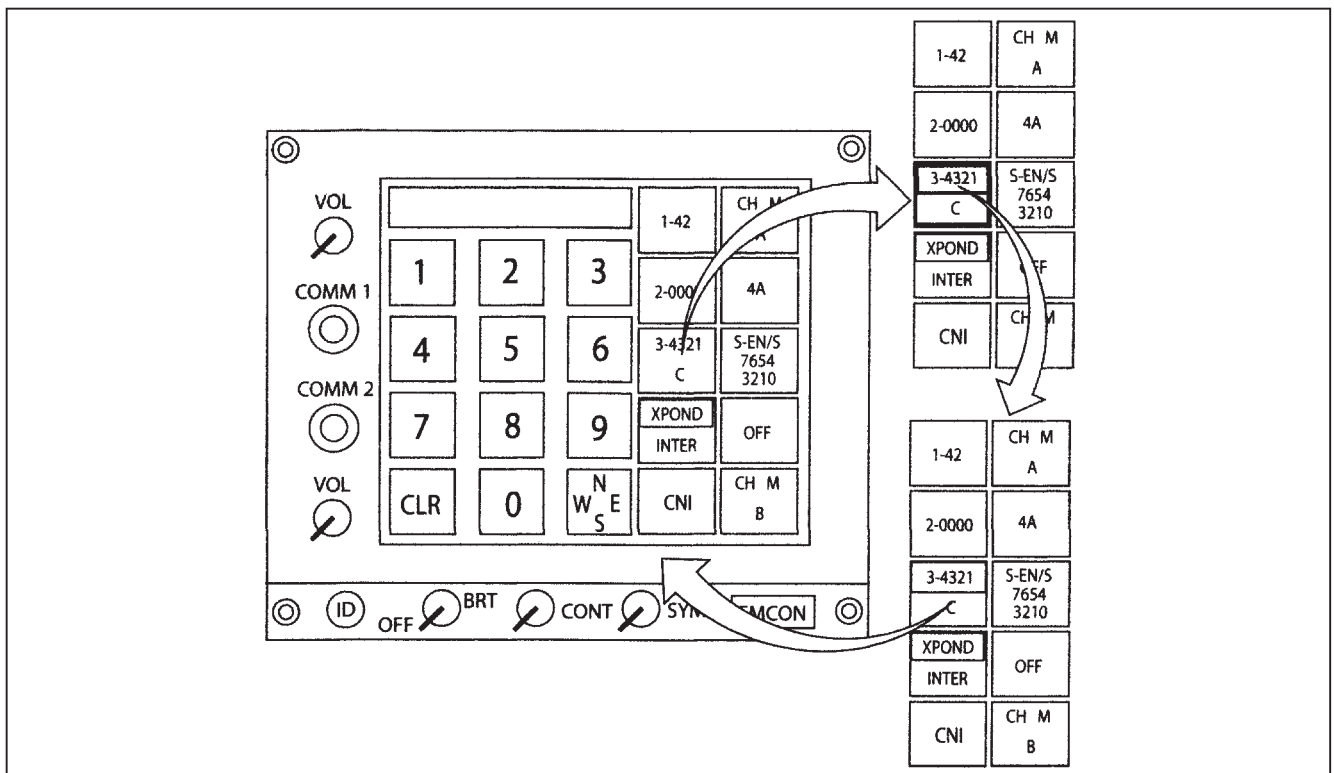 VOL
COMM 1
COMM 2
VOL
1 2 3
4 5 6
7 8 9
CLR 0 N W E S
1-42
CH M
2-000
4A
3-4321
C
S-EN/S
7654
3210
XPOND
INTER
OFF
CNI
CH M
B
ID
OFF
BRT
CONT
1-42
CH M
A
2-0000
4A
3-4321
C
S-EN/S
7654
3210
XPOND
INTER
CNI
CH M
1-42
CH M
A
2-0000
4A
3-4321
C
S-EN/S
7654
3210
XPOND
INTER
OFF
CNI
CH M
B